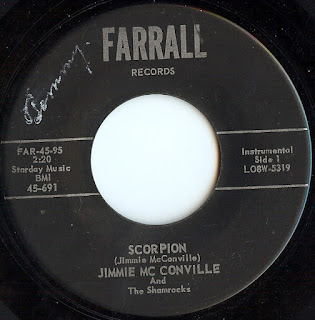 FARRALL
RECORDS
FAR-45-95
2:20
Starday Music
BMI
45-691
Instrumental
Side 1
LO8W-5319
SCORPION
(Jimmie McConville)
JIMMIE MC CONVILLE
And
The Shamrocks